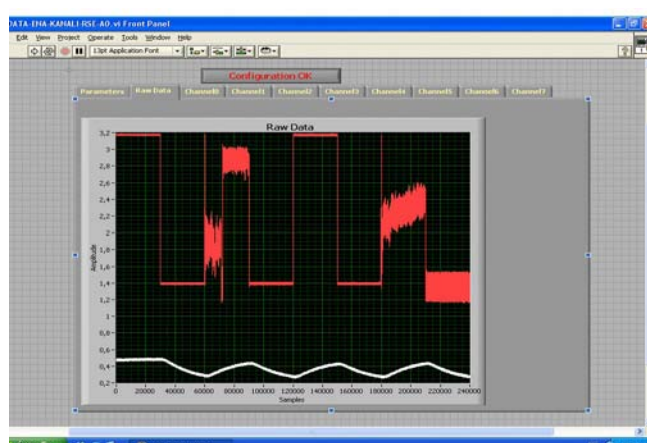 DATA-ENA-KANALI-RSE-AO.vi Front Panel
Edit View Project Operate Tools Window Help
13pt Application Font
Configuration OK
Parameters Raw Data Channel0 Channel1 Channel2 Channel3 Channel4 Channel5 Channel6 Channel7
Raw Data
3,2
3
2,8
2,6
2,4
2,2
2
1,8
1,6
1,4
1,2
1
0,8
0,6
0,4
0,2
Amplitude
0 20000 40000 60000 80000 100000 120000 140000 160000 180000 200000 220000 240000
Samples